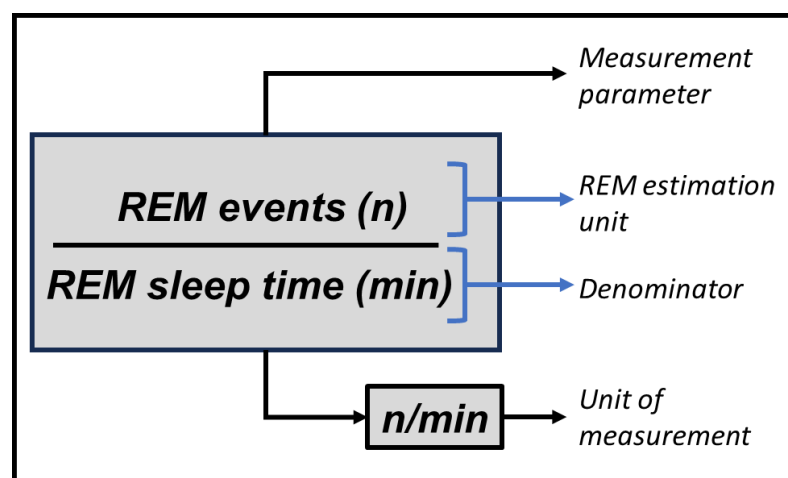 Measurement
parameter
REM events (n)
REM estimation
unit
REM sleep time (min)
Denominator
n/min
Unit of
measurement